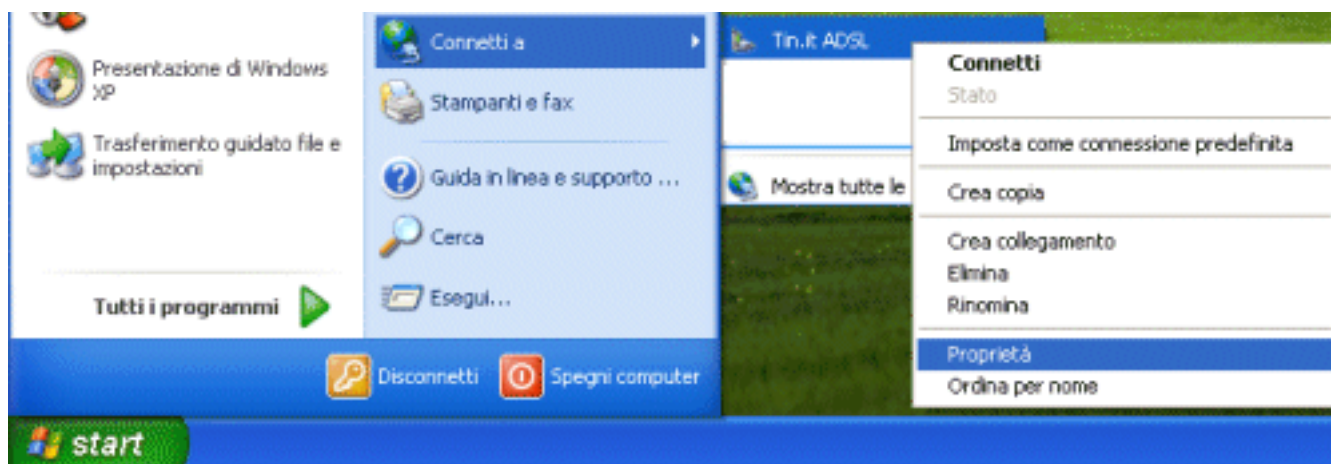 Presentazione di Windows
XP
Trasferimento guidato file e
impostazioni
Tutti i programmi
Connetti a
Stampanti e fax
Guida in linea e supporto ...
Cerca
Esegui...
Disconnetti
Spegni computer
start
Tin.it ADSL
Mostra tutte le
Connetti
Stato
Imposta come connessione predefinita
Crea copia
Crea collegamento
Elimina
Rinomina
Proprietà
Ordina per nome